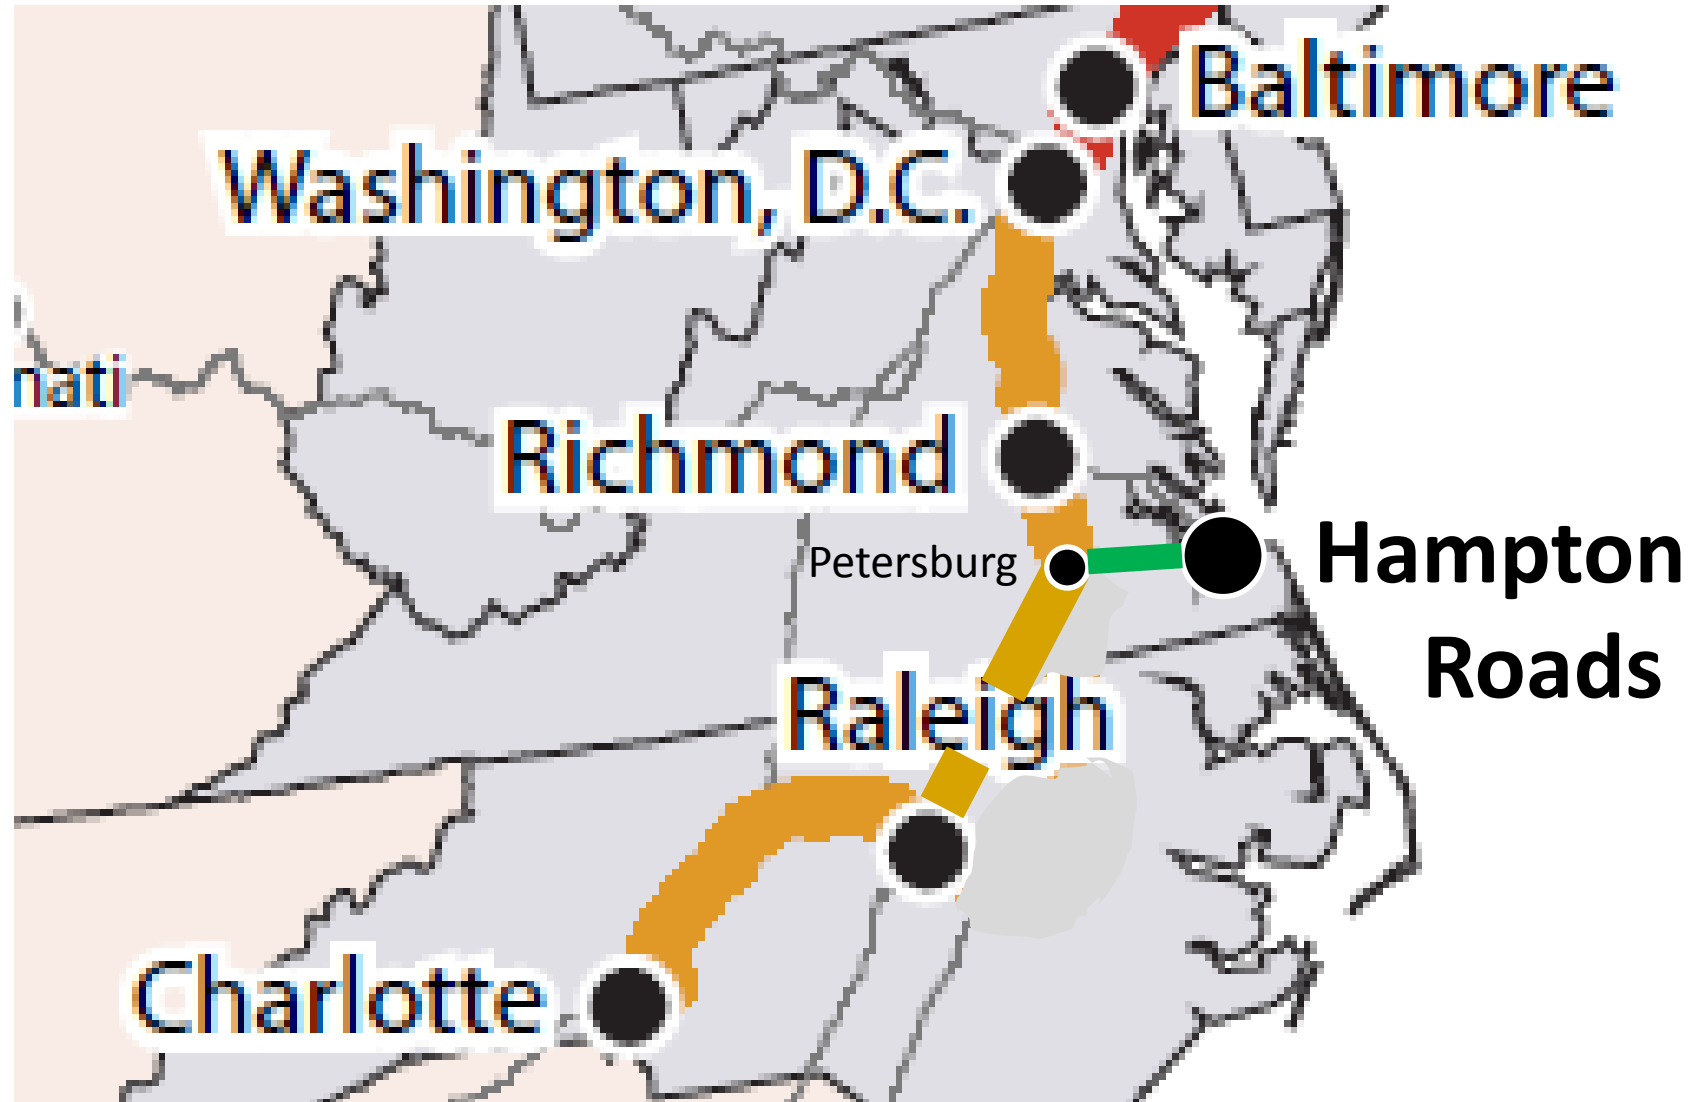 Baltimore
Washington, D.C.
nati
Richmond
Hampton
Roads
Petersburg
Raleigh
Charlotte